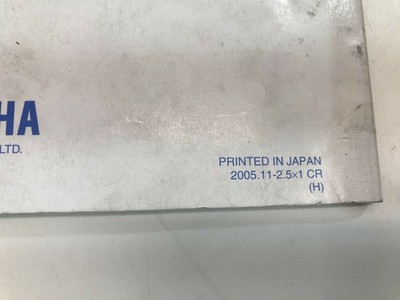 HA
LTD.
PRINTED IN JAPAN
2005.11-2.5×1 CR
(H)